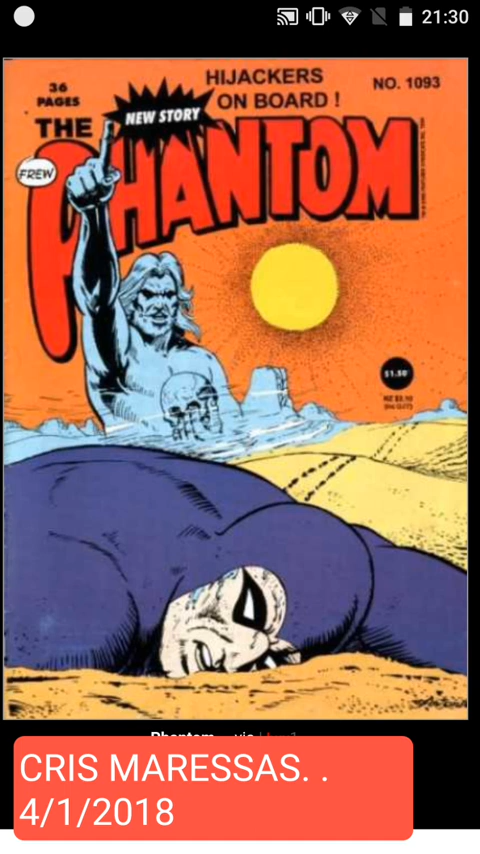 21:30
36
PAGES
HIJACKERS
ON BOARD !
NO. 1093
NEW STORY
THE
FREW
PHANTOM
$1.50*
CRIS MARESSAS. .
4/1/2018